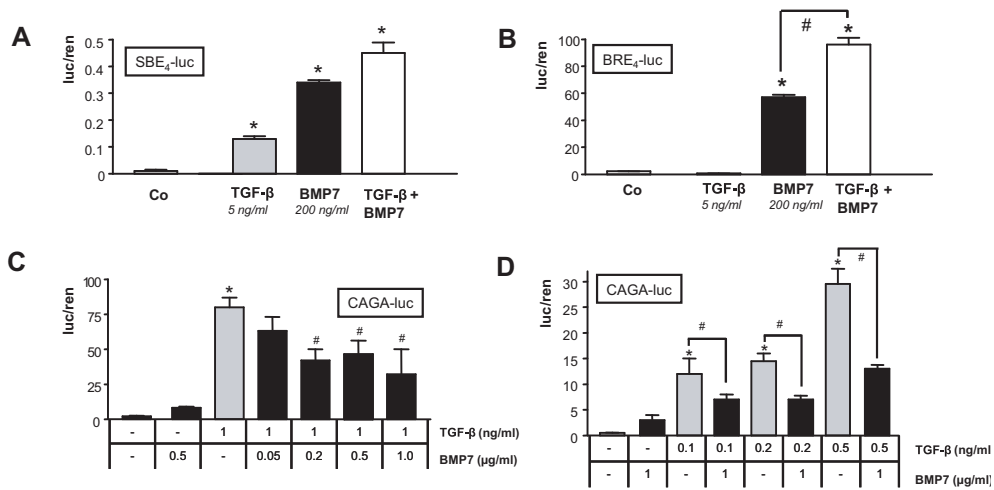 A
luc/ren
0.5
0.4
0.3
0.2
0.1
0
SBE4-luc
*
*
*
Co
TGF-β
5 ng/ml
BMP7
200 ng/ml
TGF-β +
BMP7
B
luc/ren
100
80
60
40
20
0
BRE4-luc
#
*
*
Co
TGF-β
5 ng/ml
BMP7
200 ng/ml
TGF-β +
BMP7
C
luc/ren
100
75
50
25
0
CAGA-luc
*
# # #
- - 1 1 1 1 1 TGF-β (ng/ml)
- 0.5 - 0.05 0.2 0.5 1.0 BMP7 (µg/ml)
D
luc/ren
30
25
20
15
10
5
0
CAGA-luc
* # * # * #
- - 0.1 0.1 0.2 0.2 0.5 0.5 TGF-β (ng/ml)
- 1 - 1 - 1 - 1 BMP7 (µg/ml)